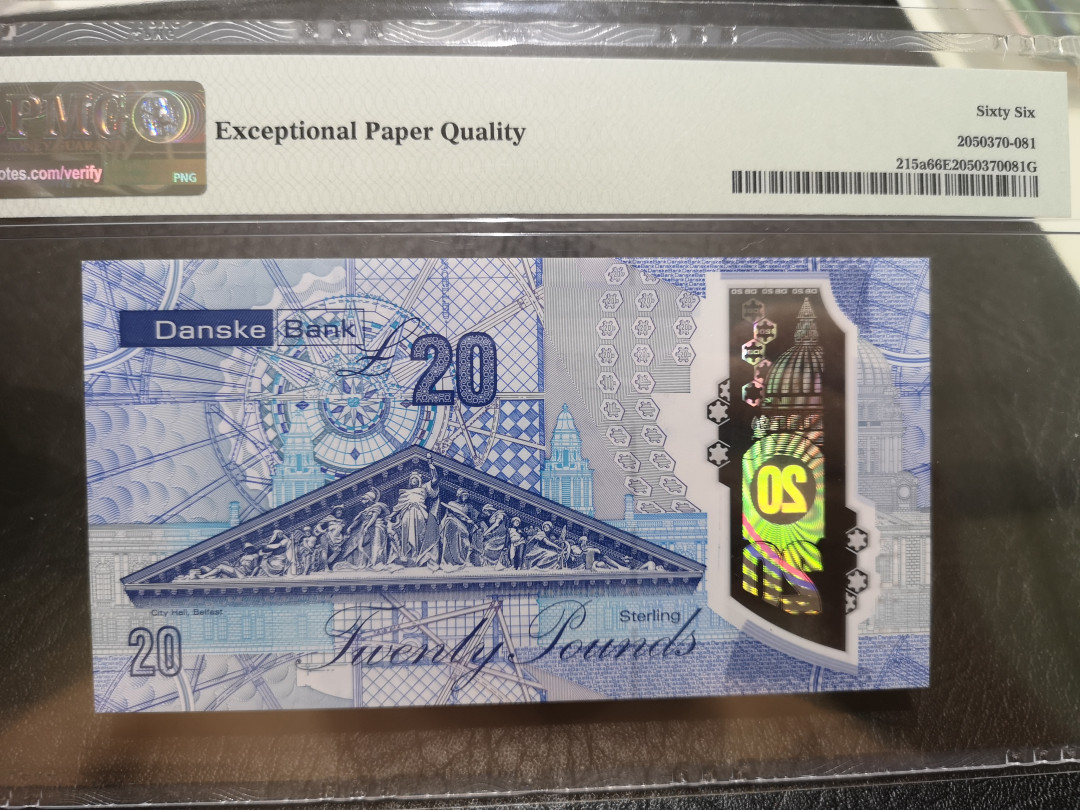 PMG
Exceptional Paper Quality
Sixty Six
2050370-081
215a66E2050370081G
otes.com/verify
PNG
Danske Bank
£20
20
City Hall, Belfast
Sterling
20
Twenty Pounds